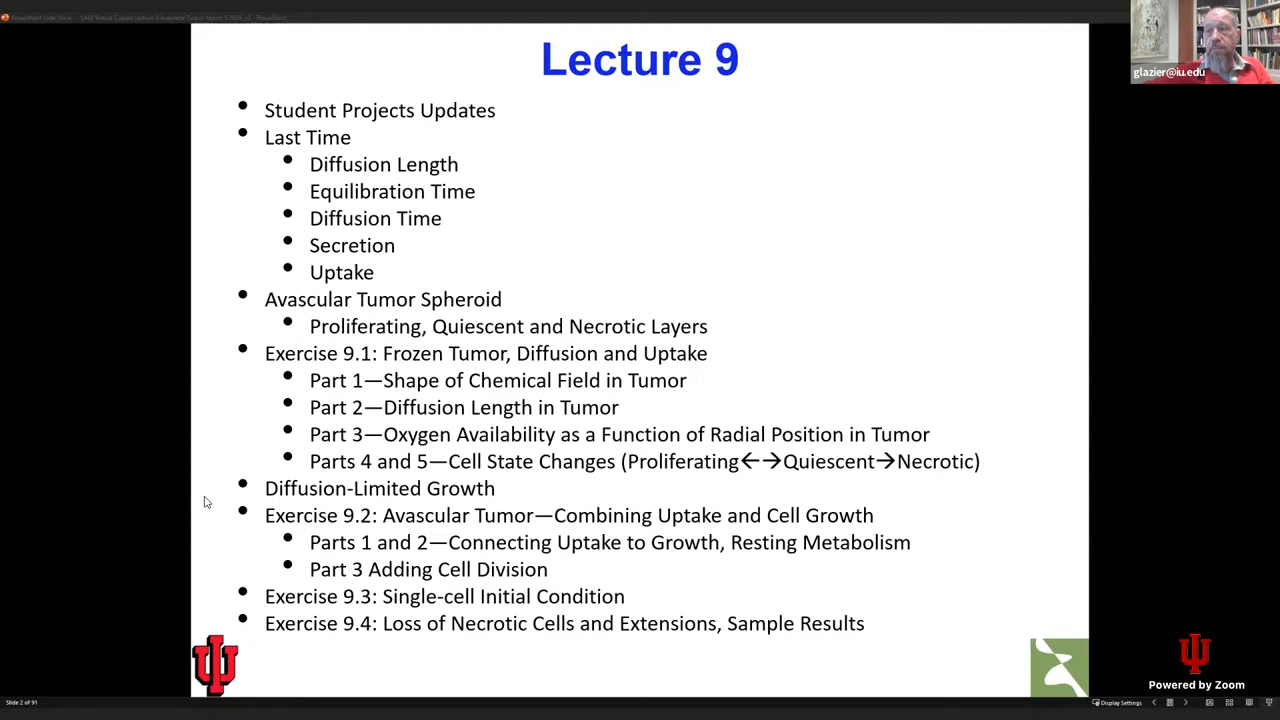 Lecture 9
glazier@iu.edu
• Student Projects Updates
• Last Time
• Diffusion Length
• Equilibration Time
• Diffusion Time
• Secretion
• Uptake
• Avascular Tumor Spheroid
• Proliferating, Quiescent and Necrotic Layers
• Exercise 9.1: Frozen Tumor, Diffusion and Uptake
• Part 1—Shape of Chemical Field in Tumor
• Part 2—Diffusion Length in Tumor
• Part 3—Oxygen Availability as a Function of Radial Position in Tumor
• Parts 4 and 5—Cell State Changes (Proliferating←→Quiescent→Necrotic)
• Diffusion-Limited Growth
• Exercise 9.2: Avascular Tumor—Combining Uptake and Cell Growth
• Parts 1 and 2—Connecting Uptake to Growth, Resting Metabolism
• Part 3 Adding Cell Division
• Exercise 9.3: Single-cell Initial Condition
• Exercise 9.4: Loss of Necrotic Cells and Extensions, Sample Results
Powered by Zoom
Slide 2 of 91
Display Settings